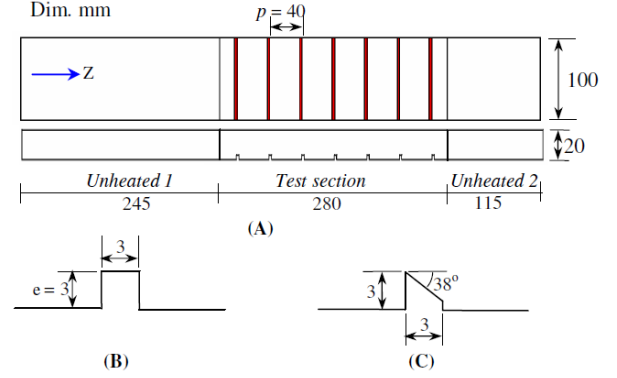 Dim. mm
p = 40
Z
100
20
Unheated 1
Test section
Unheated 2
245
280
115
(A)
3
e = 3
3
38°
3
(B)
(C)